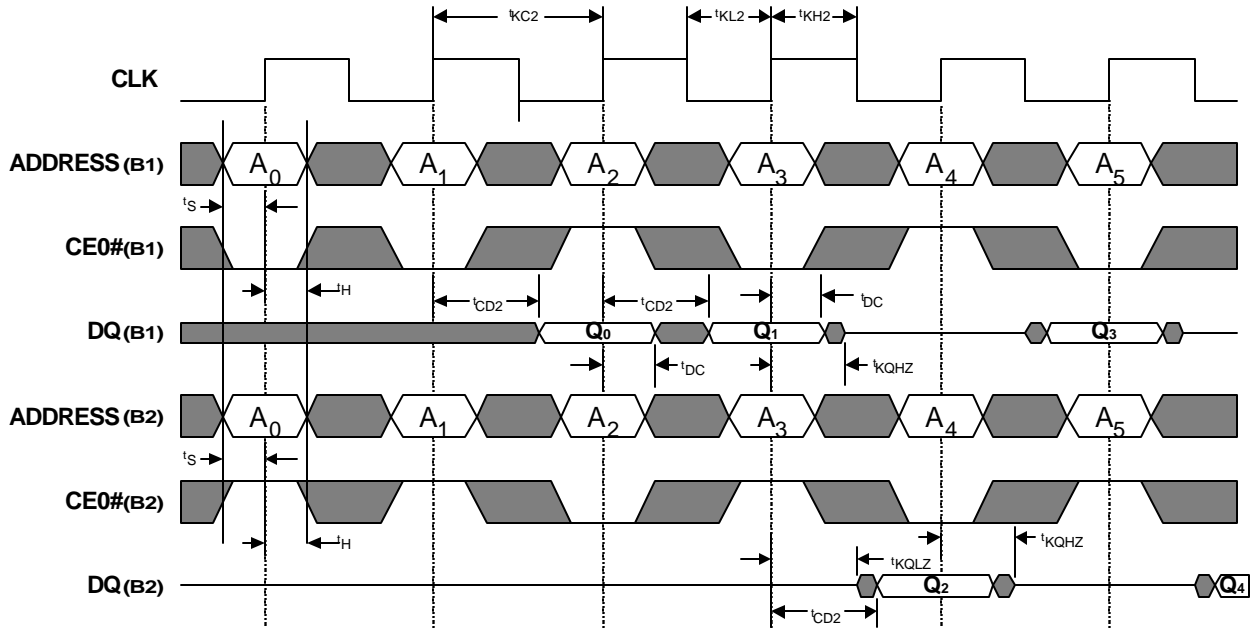 tKC2 tKL2 tKH2
CLK
ADDRESS (B1) A0 A1 A2 A3 A4 A5
tS
CE0# (B1)
tH tCD2 tCD2 tDC
DQ (B1) Q0 Q1 Q3
tDC tKQHZ
ADDRESS (B2) A0 A1 A2 A3 A4 A5
tS
CE0# (B2)
tH tKQHZ
tKQLZ
DQ (B2) Q2 Q4
tCD2